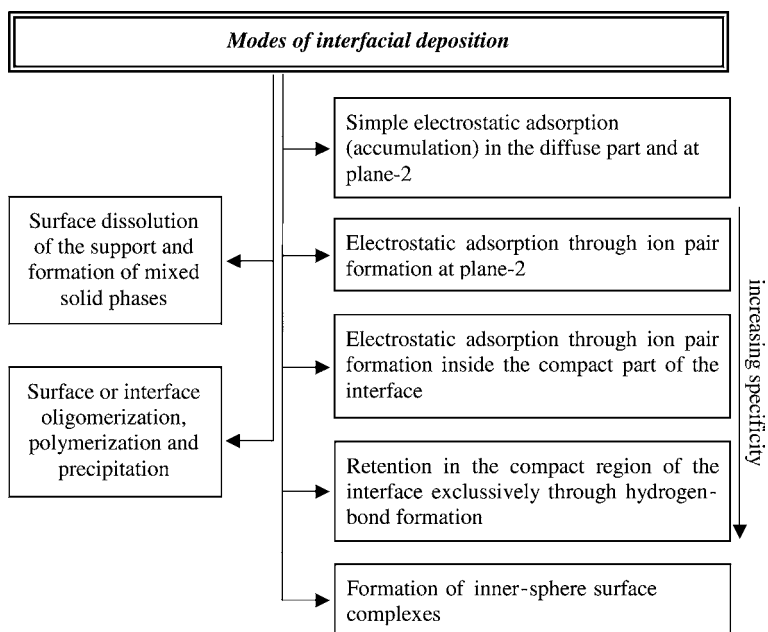 Modes of interfacial deposition
Simple electrostatic adsorption
(accumulation) in the diffuse part and at
plane-2
Surface dissolution
of the support and
formation of mixed
solid phases
Electrostatic adsorption through ion pair
formation at plane-2
Electrostatic adsorption through ion pair
formation inside the compact part of the
interface
Surface or interface
oligomerization,
polymerization and
precipitation
Retention in the compact region of the
interface exclussively through hydrogen-
bond formation
Formation of inner-sphere surface
complexes
increasing specificity